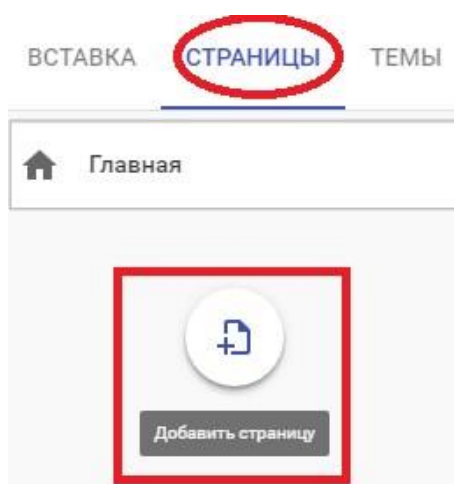 ВСТАВКА СТРАНИЦЫ ТЕМЫ
Главная
Добавить страницу